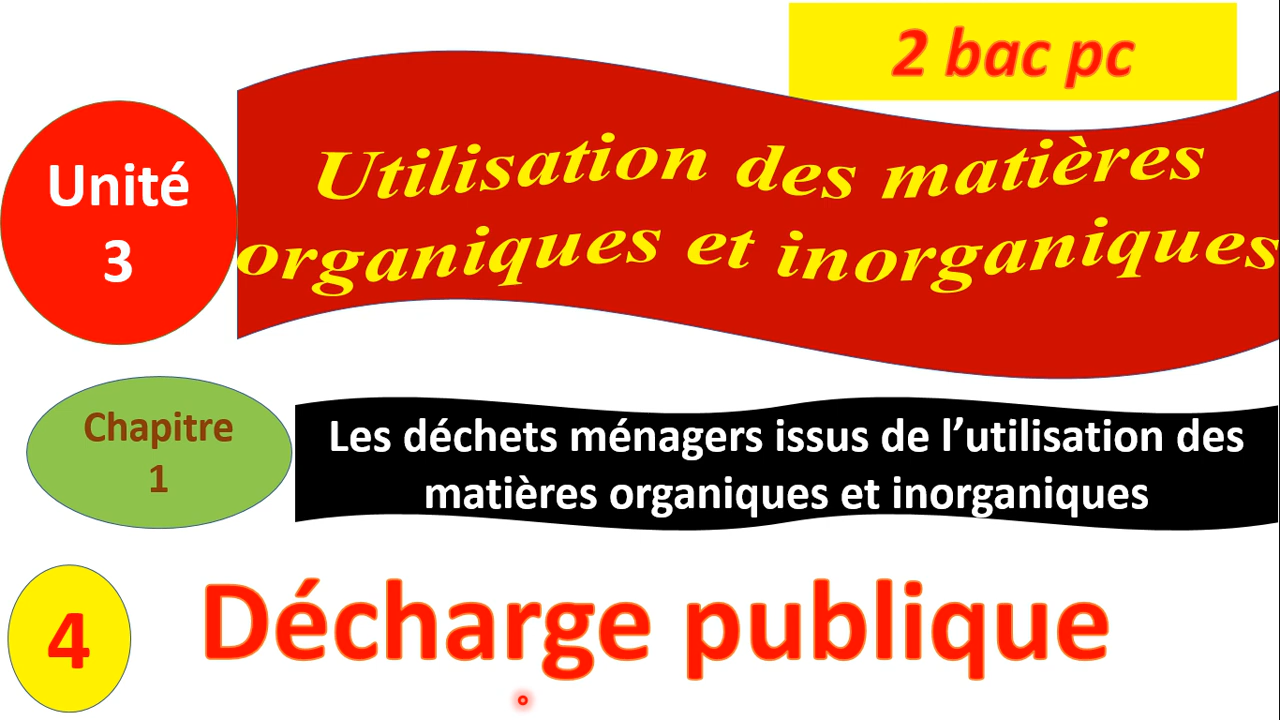 2 bac pc
Unité
3
Utilisation des matières
organiques et inorganiques
Chapitre
1
Les déchets ménagers issus de l’utilisation des
matières organiques et inorganiques
4
Décharge publique